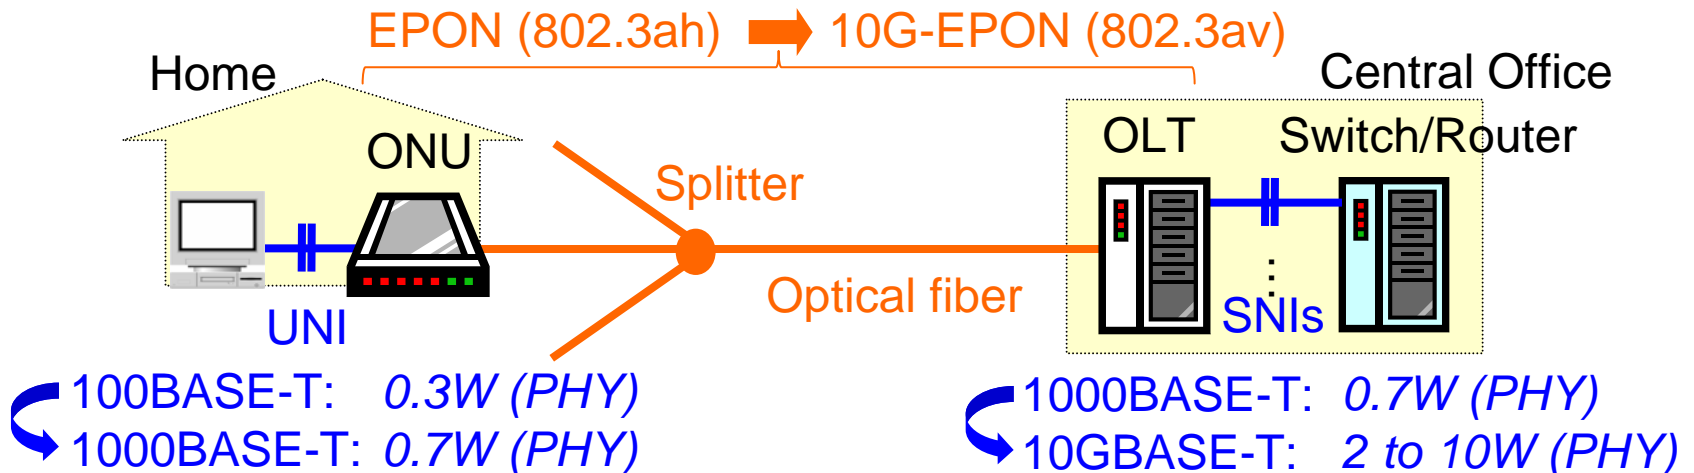 EPON (802.3ah) 10G-EPON (802.3av)
Home
Central Office
ONU
OLT
Switch/Router
Splitter
Optical fiber
UNI
SNIs
100BASE-T: 0.3W (PHY)
1000BASE-T: 0.7W (PHY)
1000BASE-T: 0.7W (PHY)
10GBASE-T: 2 to 10W (PHY)